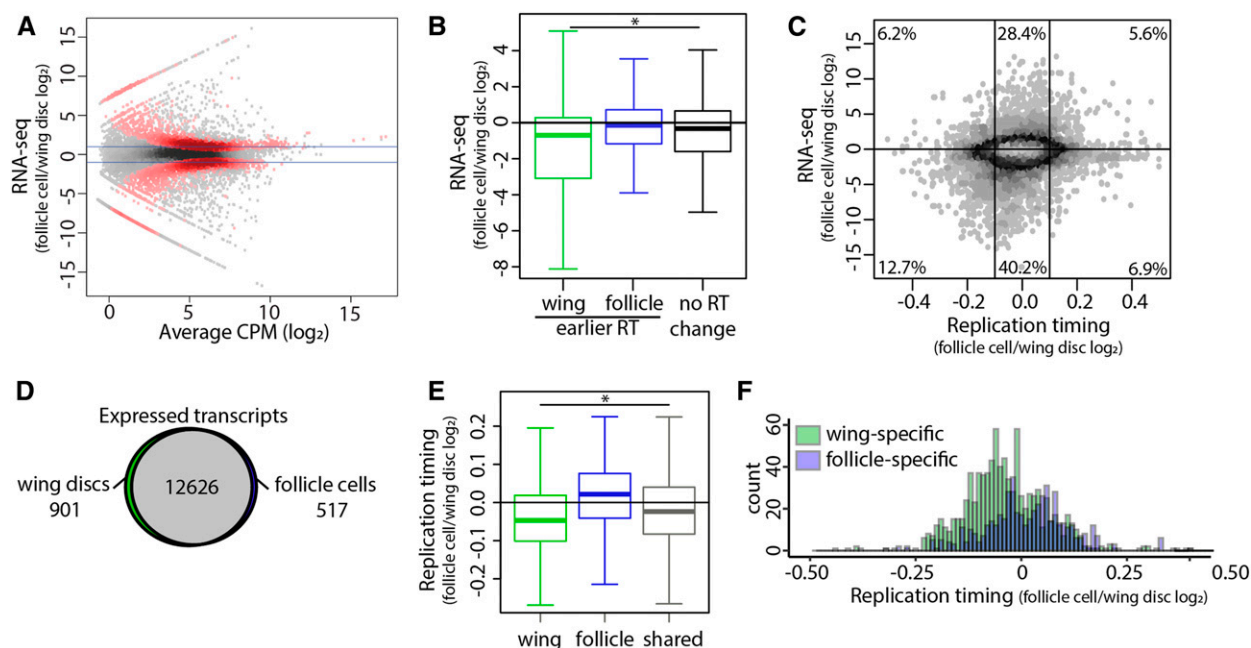 A
RNA-seq
(follicle cell/wing disc log₂)
15
10
5
0
-5
-10
-15
0
5
10
15
Average CPM (log₂)
B
*
RNA-seq
(follicle cell/wing disc log₂)
4
2
0
-2
-4
-6
-8
wing
follicle
no RT
earlier RT
change
C
6.2%
28.4%
5.6%
RNA-seq
(follicle cell/wing disc log₂)
15
10
5
0
-5
-10
-15
12.7%
40.2%
6.9%
-0.4
-0.2
0.0
0.2
0.4
Replication timing
(follicle cell/wing disc log₂)
D
Expressed transcripts
wing discs
901
12626
follicle cells
517
E
*
Replication timing
(follicle cell/wing disc log₂)
0.2
0.1
0.0
-0.1
-0.2
wing
follicle
shared
F
wing-specific
follicle-specific
count
60
40
20
0
-0.50
-0.25
0
0.25
0.50
Replication timing (follicle cell/wing disc log₂)